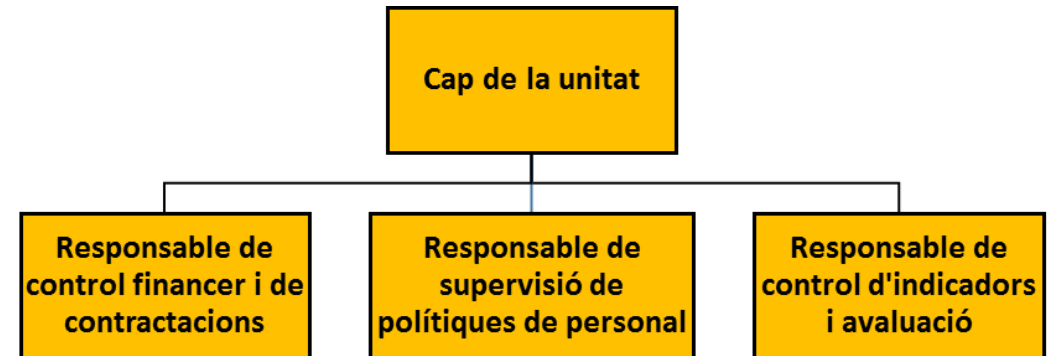 Cap de la unitat
Responsable de
control financer i de
contractacions
Responsable de
supervisió de
polítiques de personal
Responsable de
control d'indicadors
i avaluació